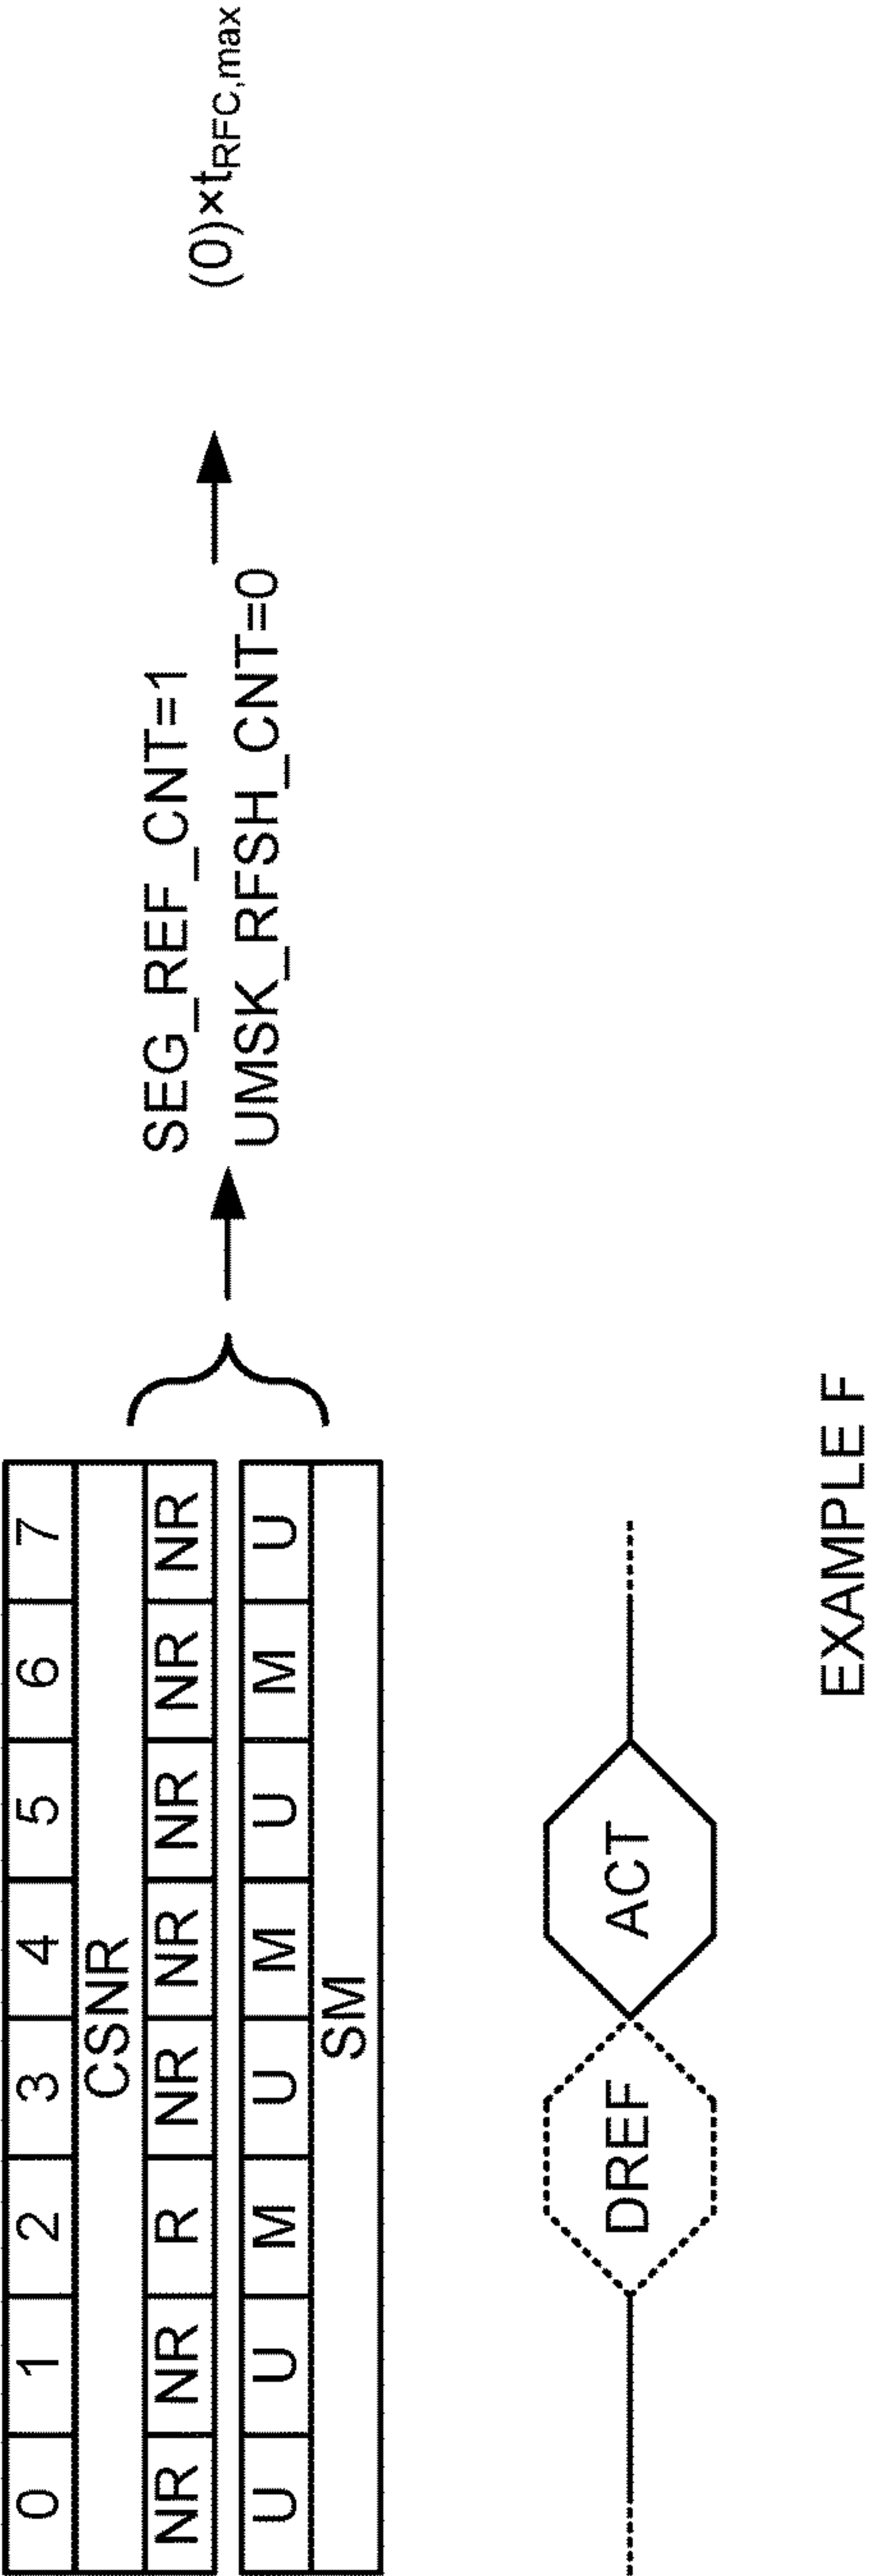 0 1 2 3 4 5 6 7
CSNR
NR NR R NR NR NR NR NR
U U M U M U M U
SM
SEG_REF_CNT=1
UMSK_RFSH_CNT=0
(0)×tRFC,max
DREF ACT
EXAMPLE F